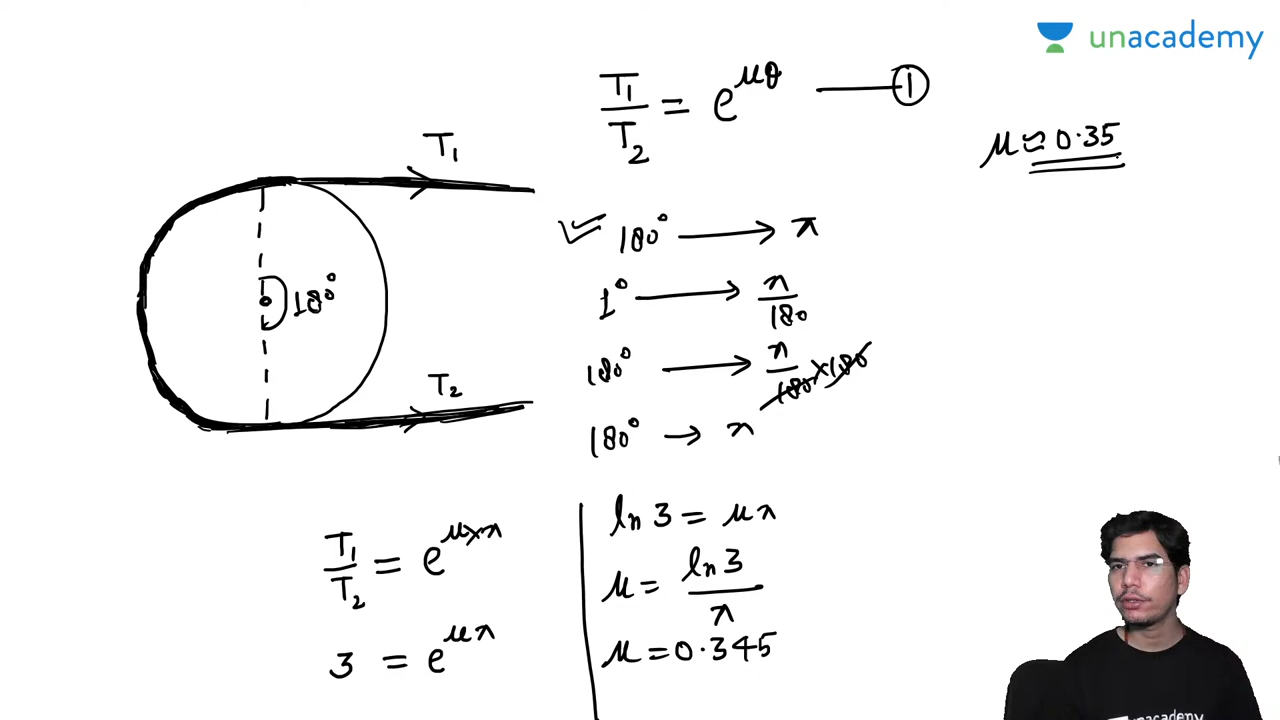 unacademy
T₁/T₂ = e^μθ — ①
μ ≈ 0.35
T₁
180°
T₂
180° → π
1° → π/180
180° → π/180 × 180
180° → π
T₁/T₂ = e^μ×π
3 = e^μπ
ln 3 = μπ
μ = ln 3/π
μ = 0.345
unacademy